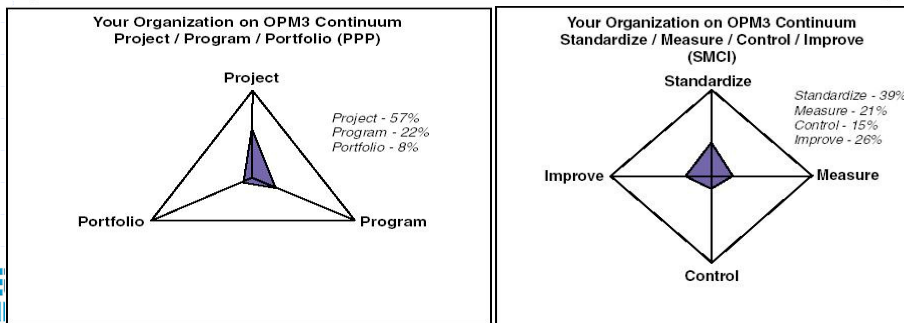 Your Organization on OPM3 Continuum
Project / Program / Portfolio (PPP)
Project
Project - 57%
Program - 22%
Portfolio - 8%
Portfolio
Program
Your Organization on OPM3 Continuum
Standardize / Measure / Control / Improve
(SMCI)
Standardize
Standardize - 39%
Measure - 21%
Control - 15%
Improve - 26%
Improve
Measure
Control